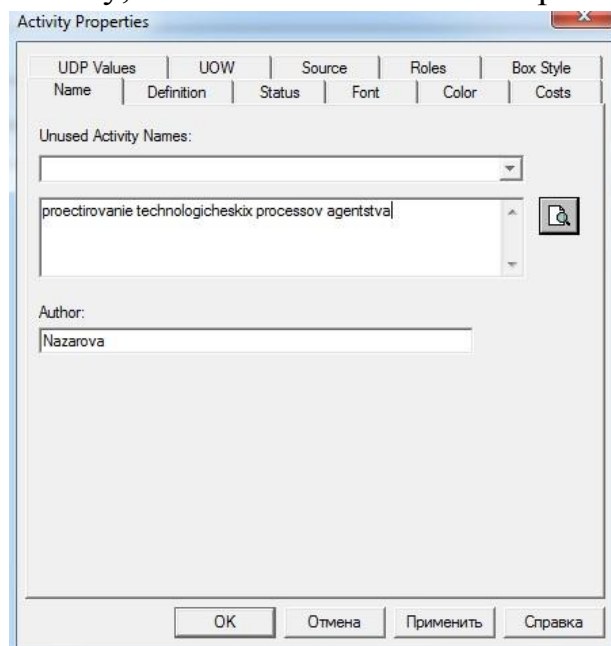 Activity Properties
UDP Values UOW Source Roles Box Style
Name Definition Status Font Color Costs
Unused Activity Names:
proectirovanie technologicheskix processov agentstva
Author:
Nazarova
OK Отмена Применить Справка